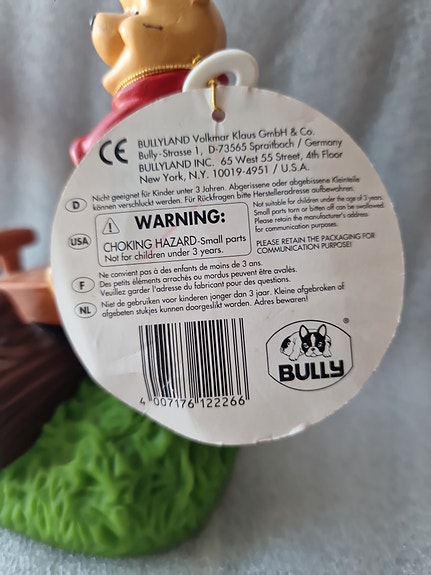 CE
BULLYLAND Volkmar Klaus GmbH & Co.
Bully-Strasse 1, D-73565 Spraitbach / Germany
BULLYLAND INC. 65 West 55 Street, 4th Floor
New York, N.Y. 10019-4951 / U.S.A.
D
Nicht geeignet für Kinder unter 3 Jahren. Abgerissene oder abgebissene Kleinteile
können verschluckt werden. Für Rückfragen bitte Herstelleradresse aufbewahren.
USA
! WARNING:
CHOKING HAZARD-Small parts
Not for children under 3 years.
Not suitable for children under the age of 3 years.
Small parts torn or bitten off can be swallowed.
Please retain the manufacturer's address
for communication purposes.
PLEASE RETAIN THE PACKAGING FOR
COMMUNICATION PURPOSE!
F
Ne convient pas à des enfants de moins de 3 ans.
Des petits éléments arrachés ou mordus peuvent être avalés.
Veuillez garder l'adresse du fabricant pour des questions.
NL
Niet de gebruiken voor kinderen jonger dan 3 jaar. Kleine afgebroken of
afgebeten stukjes kunnen doorgeslikt worden. Adres bewaren!
4 007176 122266
BULLY ®